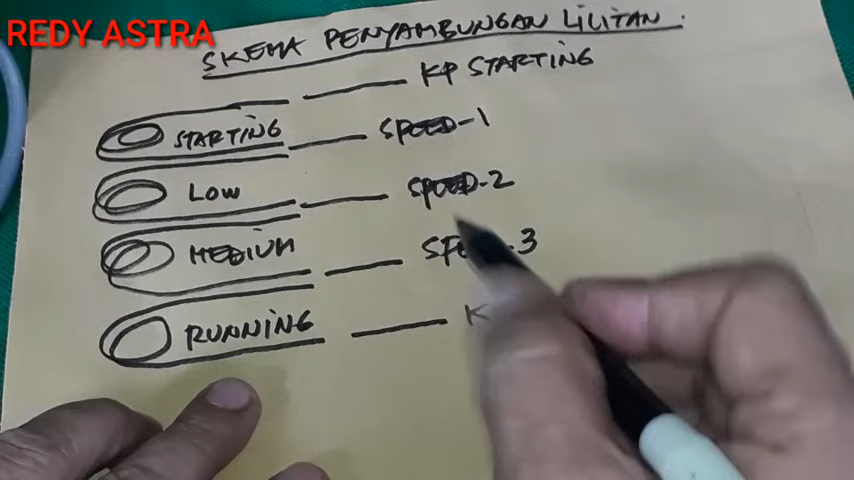 REDY ASTRA
SKEMA PENYAMBUNGAN LILITAN.
KP STARTING
STARTING
SPEED-1
LOW
SPEED-2
MEDIUM
RUNNING
K